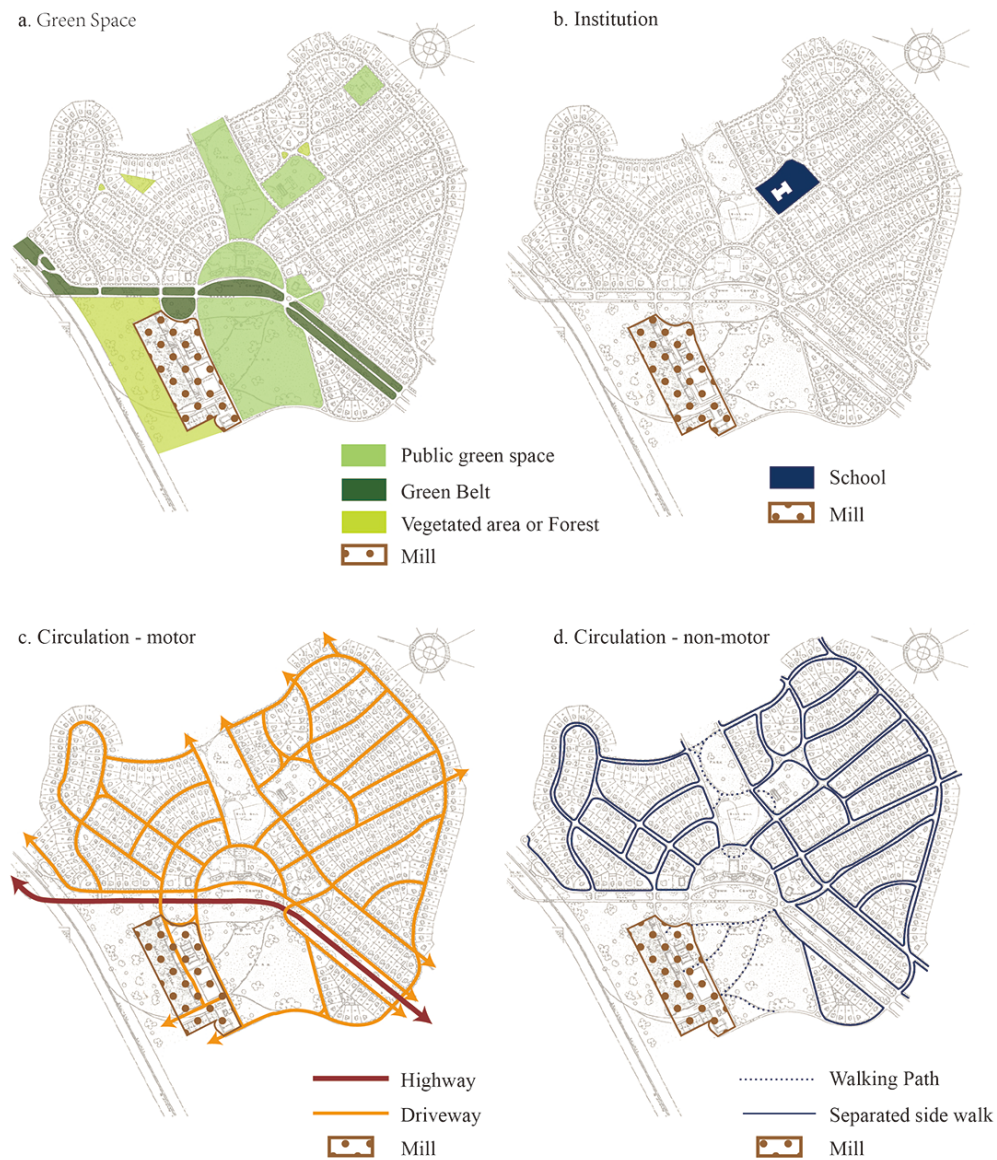 a. Green Space
b. Institution
Public green space
Green Belt
Vegetated area or Forest
Mill
School
Mill
c. Circulation - motor
d. Circulation - non-motor
Highway
Driveway
Mill
Walking Path
Separated side walk
Mill